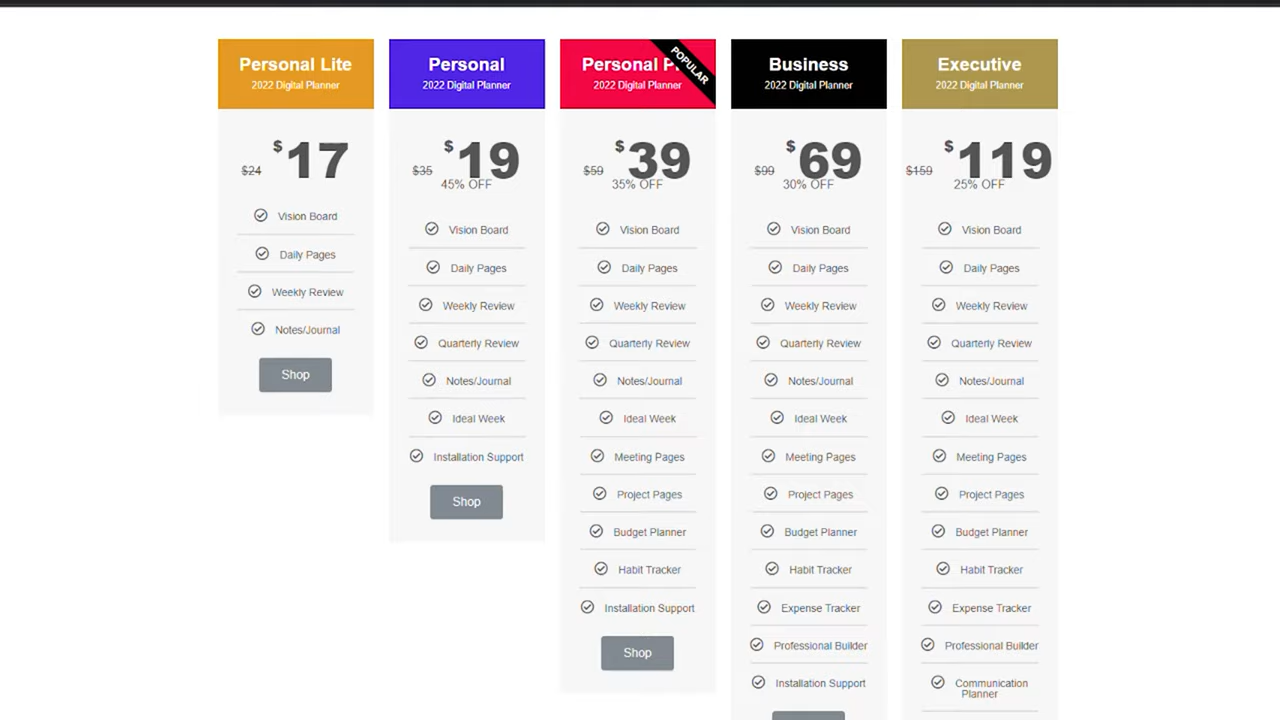 Personal Lite
2022 Digital Planner
$24
$17
Vision Board
Daily Pages
Weekly Review
Notes/Journal
Shop
Personal
2022 Digital Planner
$35
$19
45% OFF
Vision Board
Daily Pages
Weekly Review
Quarterly Review
Notes/Journal
Ideal Week
Installation Support
Shop
Personal
POPULAR
2022 Digital Planner
$59
$39
35% OFF
Vision Board
Daily Pages
Weekly Review
Quarterly Review
Notes/Journal
Ideal Week
Meeting Pages
Project Pages
Budget Planner
Habit Tracker
Installation Support
Shop
Business
2022 Digital Planner
$99
$69
30% OFF
Vision Board
Daily Pages
Weekly Review
Quarterly Review
Notes/Journal
Ideal Week
Meeting Pages
Project Pages
Budget Planner
Habit Tracker
Expense Tracker
Professional Builder
Installation Support
Executive
2022 Digital Planner
$159
$119
25% OFF
Vision Board
Daily Pages
Weekly Review
Quarterly Review
Notes/Journal
Ideal Week
Meeting Pages
Project Pages
Budget Planner
Habit Tracker
Expense Tracker
Professional Builder
Communication
Planner